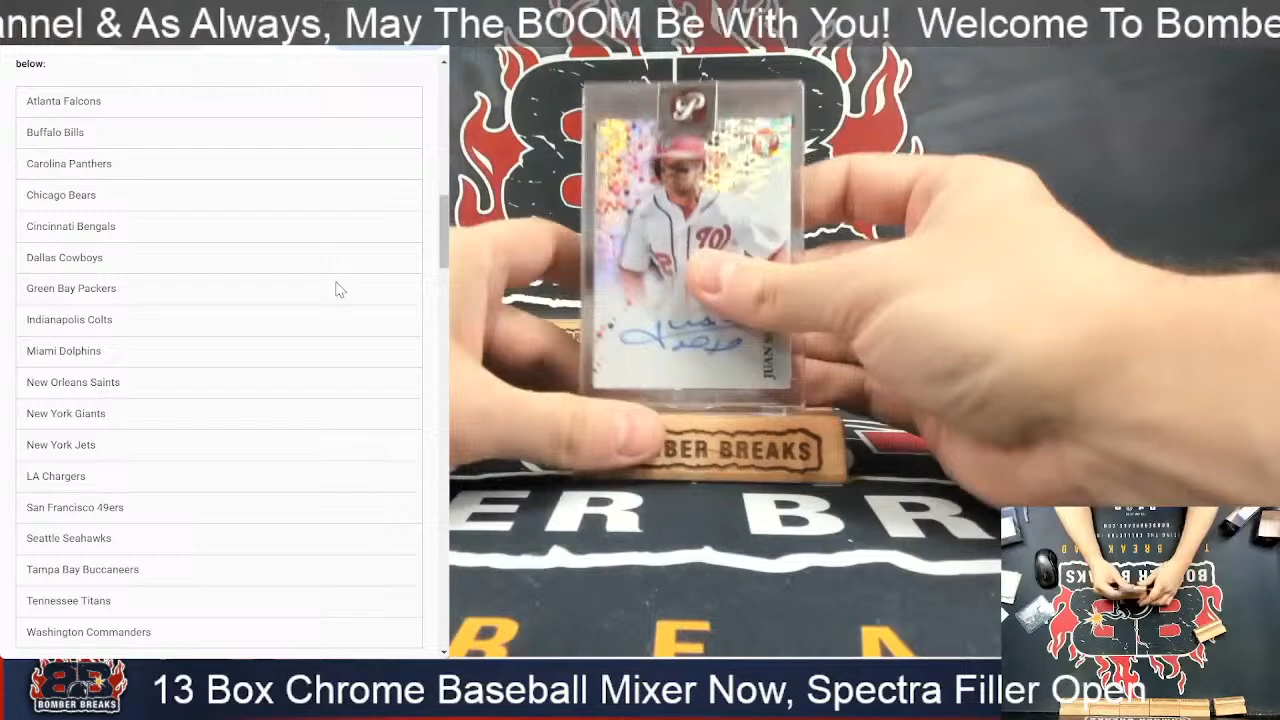 annel & As Always, May The BOOM Be With You! Welcome To Bombe
below:
Atlanta Falcons
Buffalo Bills
Carolina Panthers
Chicago Bears
Cincinnati Bengals
Dallas Cowboys
Green Bay Packers
Indianapolis Colts
Miami Dolphins
New Orleans Saints
New York Giants
New York Jets
LA Chargers
San Francisco 49ers
Seattle Seahawks
Tampa Bay Buccaneers
Tennessee Titans
Washington Commanders
P
W
2
JUAN
BER BREAKS
ER BR
B E A
BOMBER BREAKS
13 Box Chrome Baseball Mixer Now, Spectra Filler Open